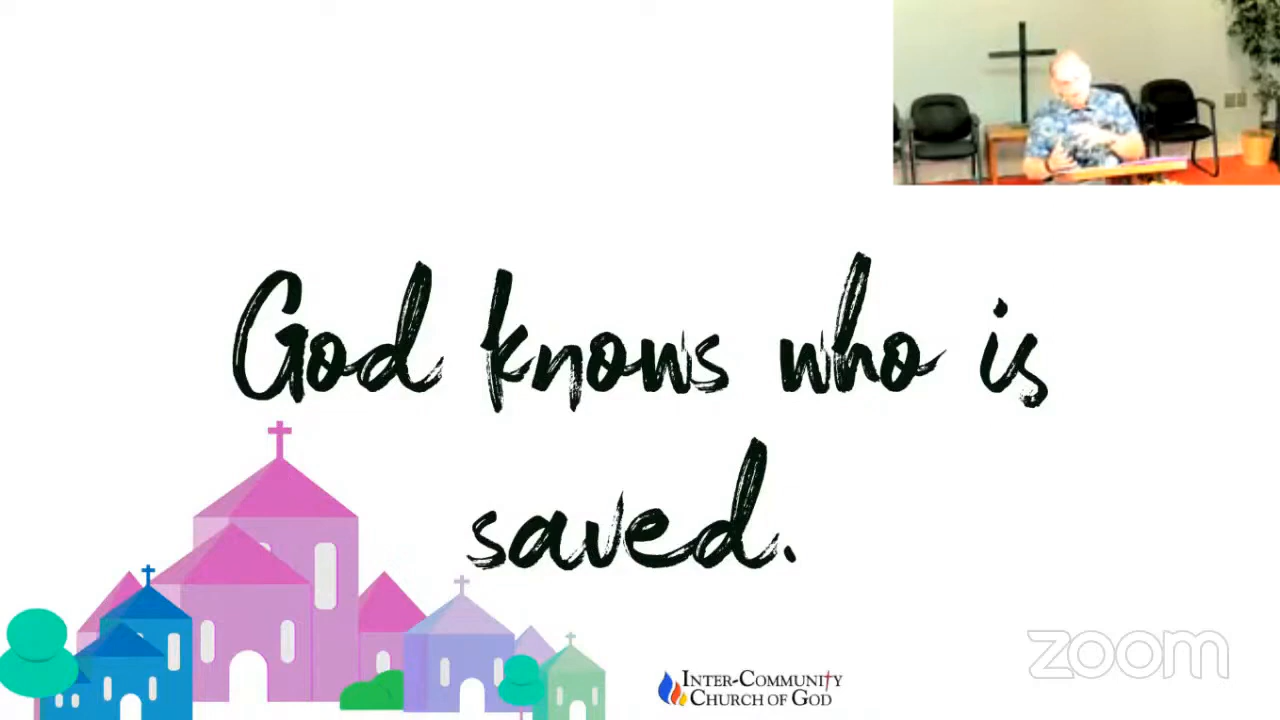 God knows who is
saved.
INTER-COMMUNITY
CHURCH OF GOD
zoom